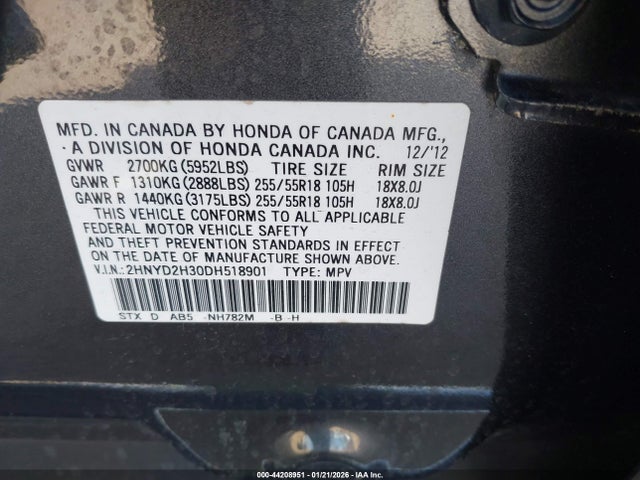 MFD. IN CANADA BY HONDA OF CANADA MFG.,
A DIVISION OF HONDA CANADA INC. 12/'12
GVWR 2700KG (5952LBS) TIRE SIZE RIM SIZE
GAWR F 1310KG (2888LBS) 255/55R18 105H 18X8.0J
GAWR R 1440KG (3175LBS) 255/55R18 105H 18X8.0J
THIS VEHICLE CONFORMS TO ALL APPLICABLE
FEDERAL MOTOR VEHICLE SAFETY
AND THEFT PREVENTION STANDARDS IN EFFECT
ON THE DATE OF MANUFACTURE SHOWN ABOVE.
V.I.N.:2HNYD2H30DH518901 TYPE: MPV
STX D AB5 -NH782M -B -H
000-44208951 - 01/21/2026 - IAA Inc.